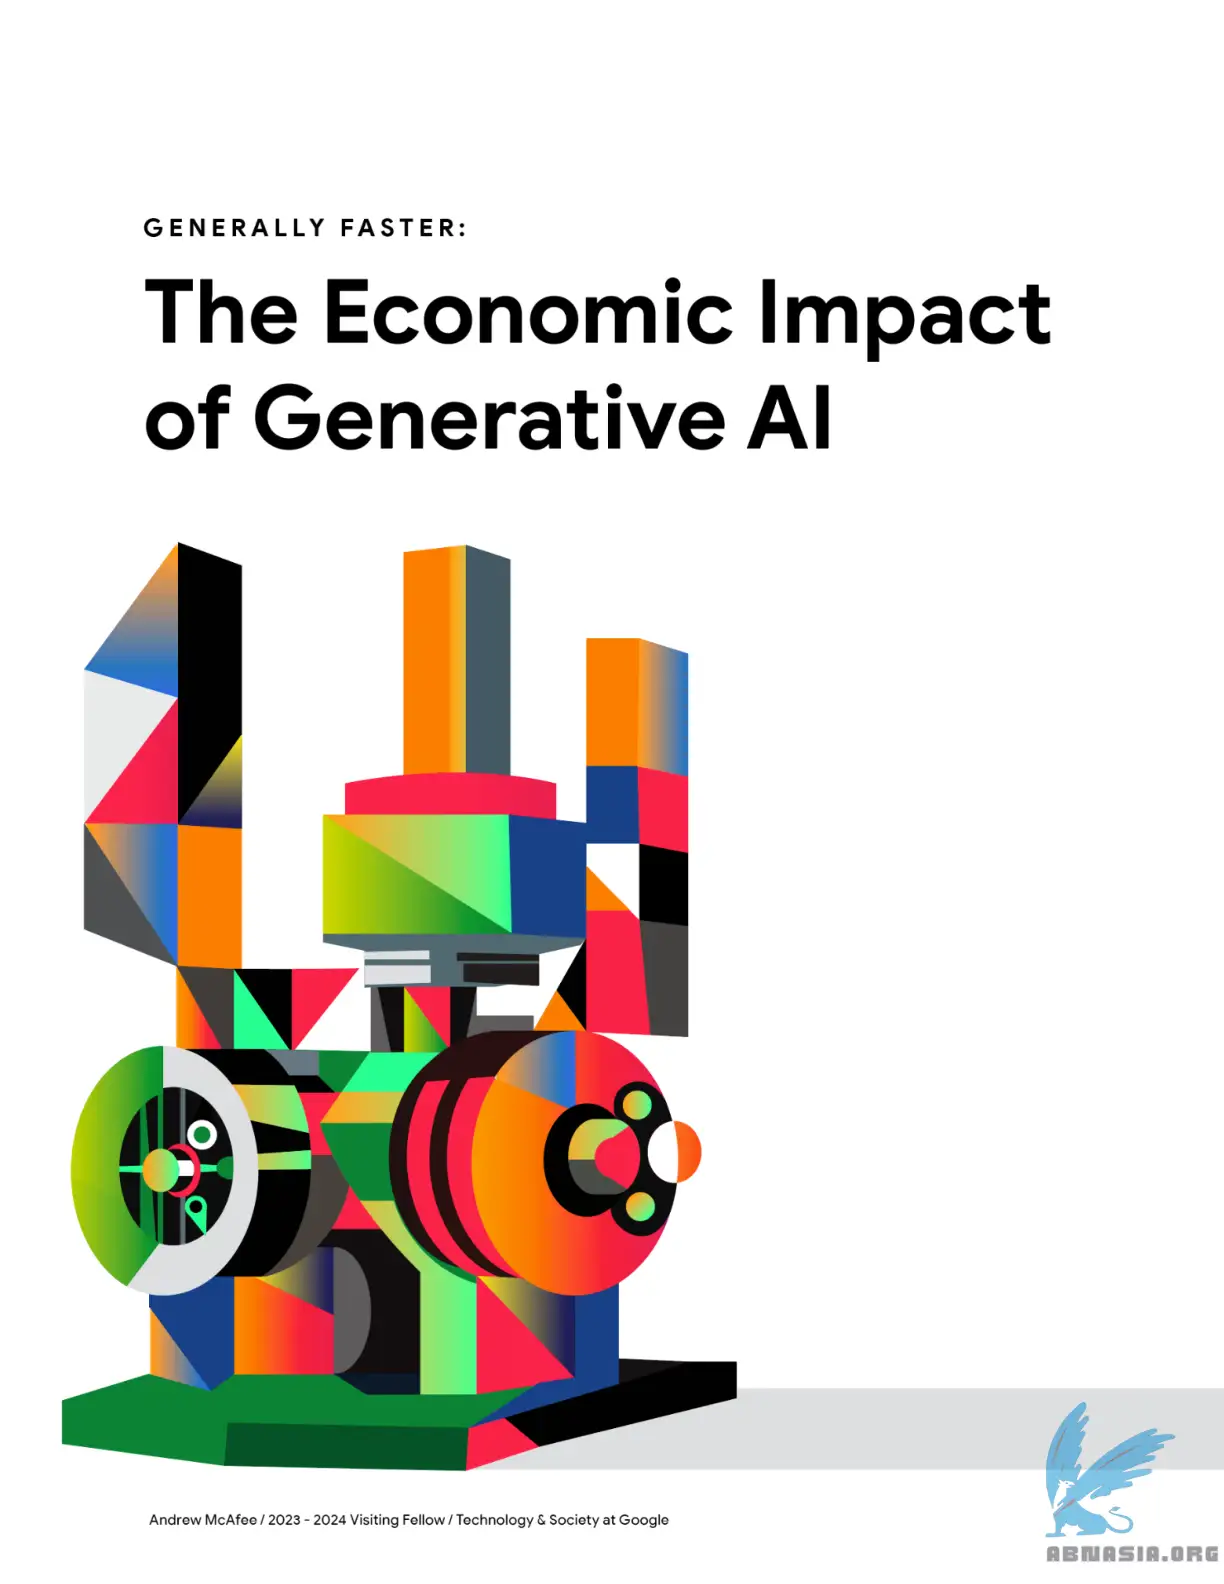 GENERALLY FASTER:
The Economic Impact
of Generative AI
Andrew McAfee / 2023 - 2024 Visiting Fellow / Technology & Society at Google
ABNASIA.ORG